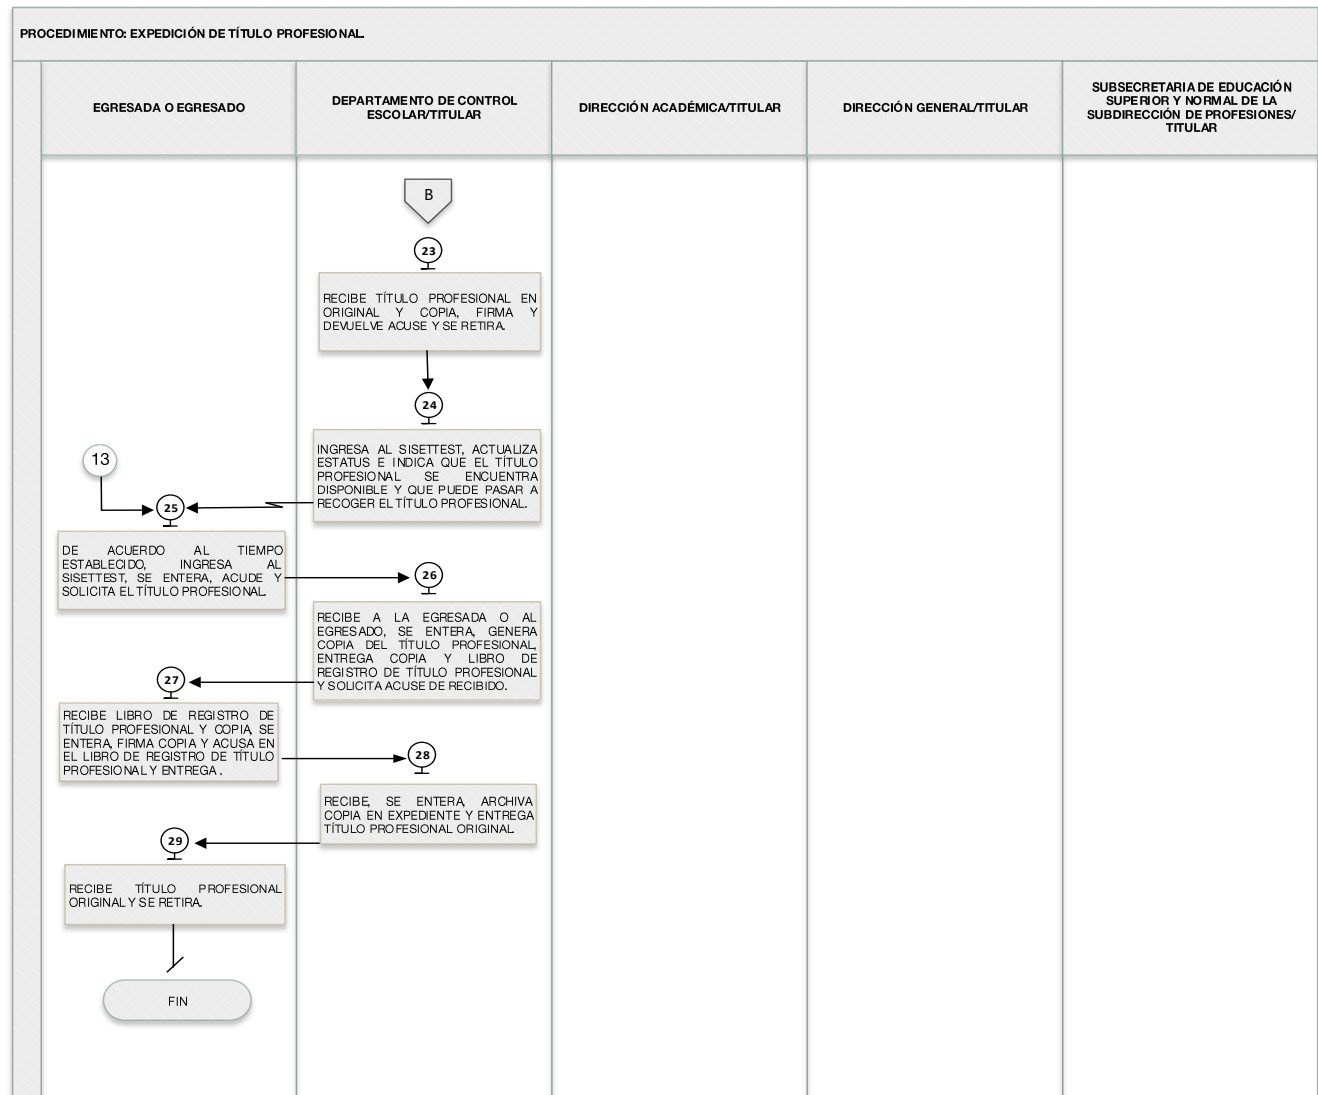 PROCEDIMIENTO: EXPEDICIÓN DE TÍTULO PROFESIONAL.
EGRESADA O EGRESADO
DEPARTAMENTO DE CONTROL
ESCOLAR/TITULAR
DIRECCIÓN ACADÉMICA/TITULAR
DIRECCIÓN GENERAL/TITULAR
SUBSECRETARIA DE EDUCACIÓN
SUPERIOR Y NORMAL DE LA
SUBDIRECCIÓN DE PROFESIONES/
TITULAR
B
23
RECIBE TÍTULO PROFESIONAL EN
ORIGINAL Y COPIA, FIRMA Y
DEVUELVE ACUSE Y SE RETIRA.
24
INGRESA AL SISETTEST, ACTUALIZA
ESTATUS E INDICA QUE EL TÍTULO
PROFESIONAL SE ENCUENTRA
DISPONIBLE Y QUE PUEDE PASAR A
RECOGER EL TÍTULO PROFESIONAL.
13
25
DE ACUERDO AL TIEMPO
ESTABLECIDO, INGRESA AL
SISETTEST, SE ENTERA, ACUDE Y
SOLICITA EL TÍTULO PROFESIONAL.
26
RECIBE A LA EGRESADA O AL
EGRESADO, SE ENTERA, GENERA
COPIA DEL TÍTULO PROFESIONAL,
ENTREGA COPIA Y LIBRO DE
REGISTRO DE TÍTULO PROFESIONAL
Y SOLICITA ACUSE DE RECIBIDO.
27
RECIBE LIBRO DE REGISTRO DE
TÍTULO PROFESIONAL Y COPIA, SE
ENTERA, FIRMA COPIA Y ACUSA EN
EL LIBRO DE REGISTRO DE TÍTULO
PROFESIONAL Y ENTREGA .
28
RECIBE, SE ENTERA, ARCHIVA
COPIA EN EXPEDIENTE Y ENTREGA
TÍTULO PROFESIONAL ORIGINAL.
29
RECIBE TÍTULO PROFESIONAL
ORIGINAL Y SE RETIRA.
FIN